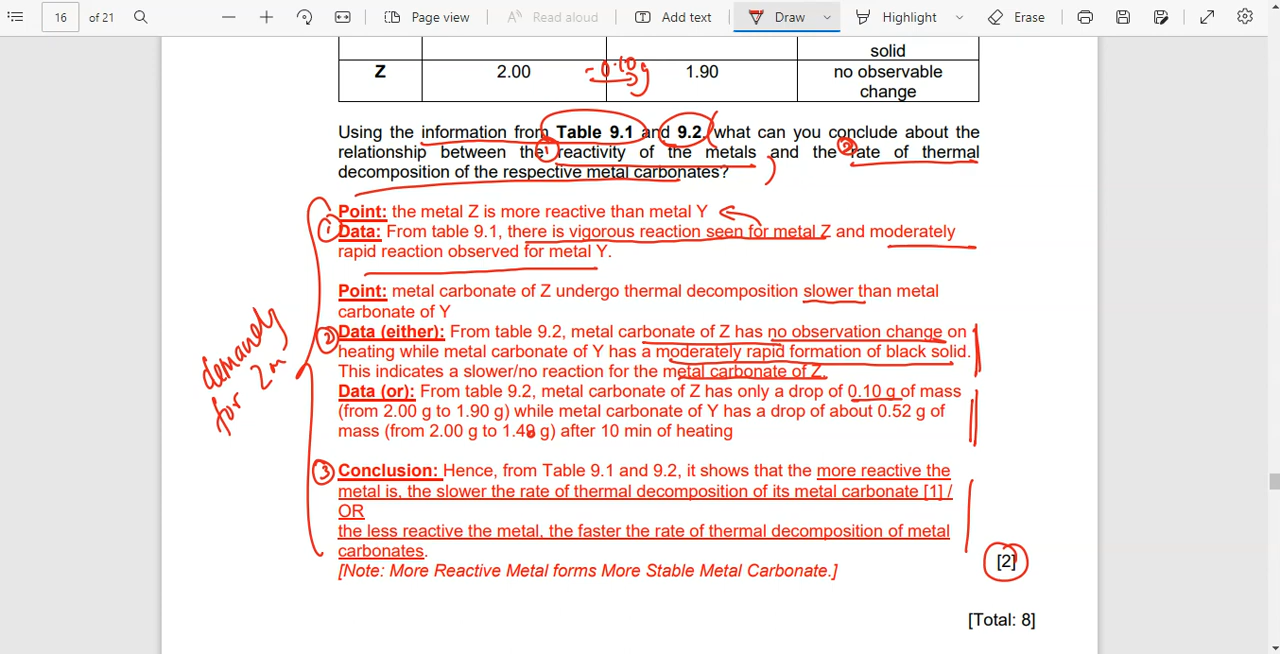 16 of 21 Page view Read aloud Add text Draw Highlight Erase
solid
Z 2.00 -0.10g 1.90 no observable
change
Using the information from Table 9.1 and 9.2, what can you conclude about the
relationship between the ① reactivity of the metals and the ② rate of thermal
decomposition of the respective metal carbonates?
Point: the metal Z is more reactive than metal Y
① Data: From table 9.1, there is vigorous reaction seen for metal Z and moderately
rapid reaction observed for metal Y.
Point: metal carbonate of Z undergo thermal decomposition slower than metal
carbonate of Y
② Data (either): From table 9.2, metal carbonate of Z has no observation change on
heating while metal carbonate of Y has a moderately rapid formation of black solid.
This indicates a slower/no reaction for the metal carbonate of Z.
Data (or): From table 9.2, metal carbonate of Z has only a drop of 0.10 g of mass
(from 2.00 g to 1.90 g) while metal carbonate of Y has a drop of about 0.52 g of
mass (from 2.00 g to 1.48 g) after 10 min of heating
demands
for 2m
③ Conclusion: Hence, from Table 9.1 and 9.2, it shows that the more reactive the
metal is, the slower the rate of thermal decomposition of its metal carbonate [1] /
OR
the less reactive the metal, the faster the rate of thermal decomposition of metal
carbonates.
[2]
[Note: More Reactive Metal forms More Stable Metal Carbonate.]
[Total: 8]